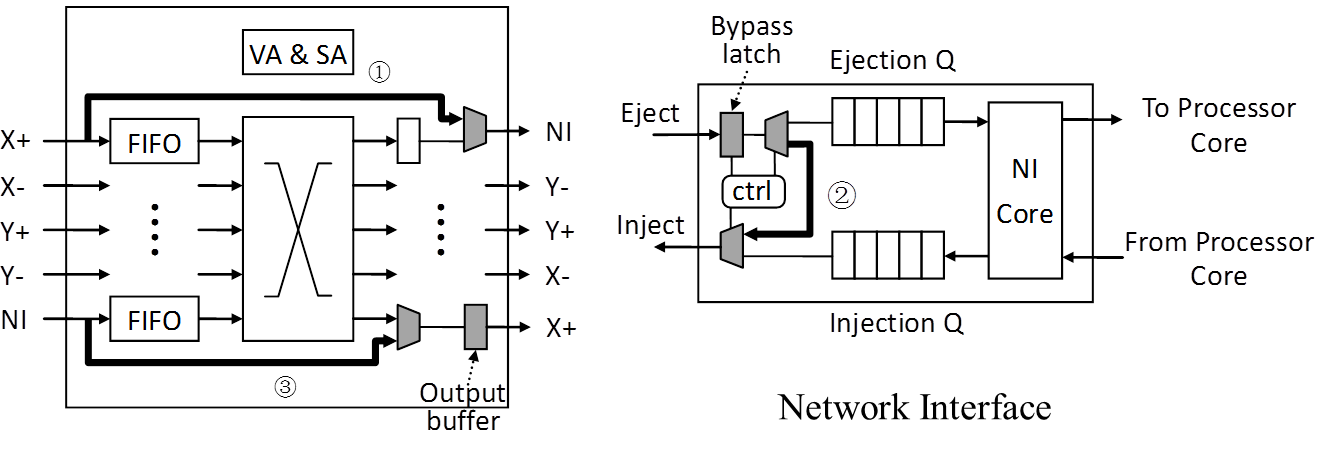 VA & SA
①
X+
FIFO
NI
X-
Y-
Y+
Y+
Y-
X-
NI
FIFO
X+
③
Output
buffer
Bypass
latch
Ejection Q
Eject
To Processor
Core
ctrl
②
NI
Core
Inject
From Processor
Core
Injection Q
Network Interface